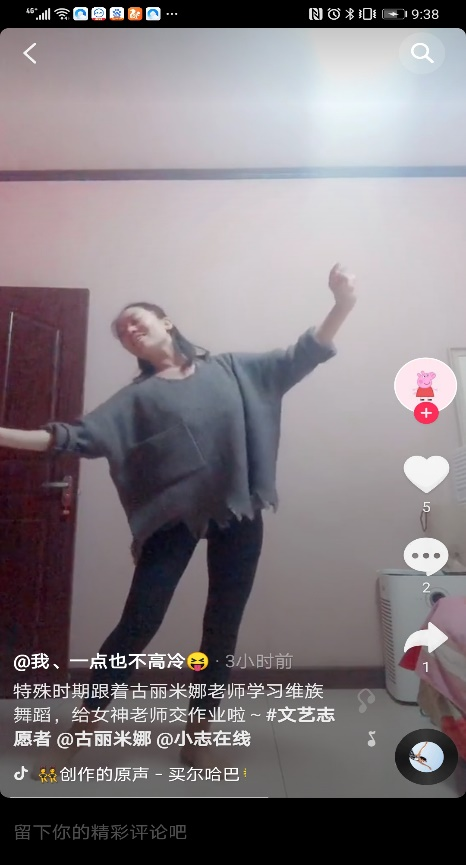 4G+
9:38
5
2
1
@我、一点也不高冷😝 · 3小时前
特殊时期跟着古丽米娜老师学习维族
舞蹈，给女神老师交作业啦～#文艺志
愿者 @古丽米娜 @小志在线
创作的原声 - 买尔哈巴
留下你的精彩评论吧